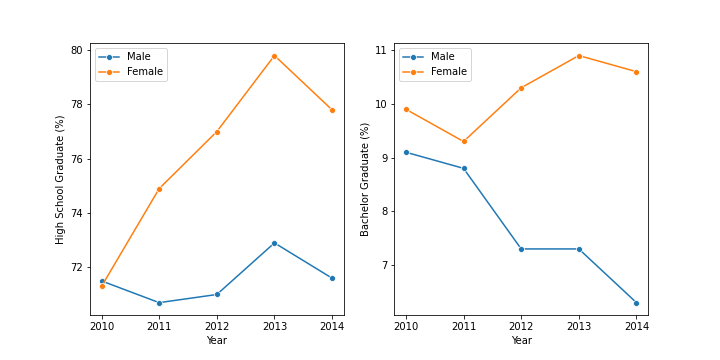 Male
Female
80
78
76
74
72
High School Graduate (%)
2010 2011 2012 2013 2014
Year
Male
Female
11
10
9
8
7
Bachelor Graduate (%)
2010 2011 2012 2013 2014
Year